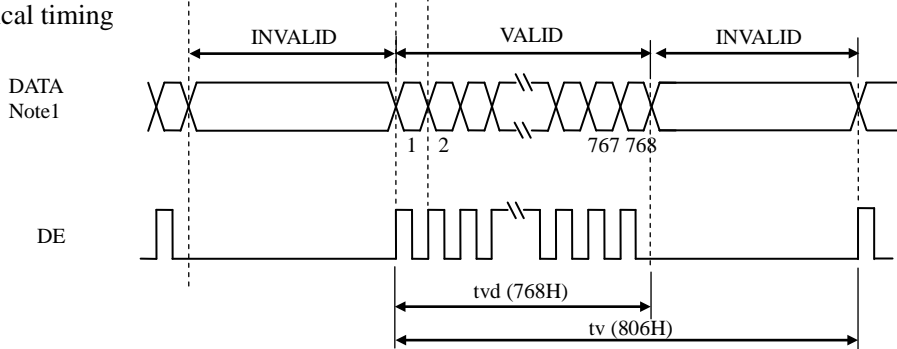 cal timing
INVALID VALID INVALID
DATA
Note1
1 2 767 768
DE
tvd (768H)
tv (806H)